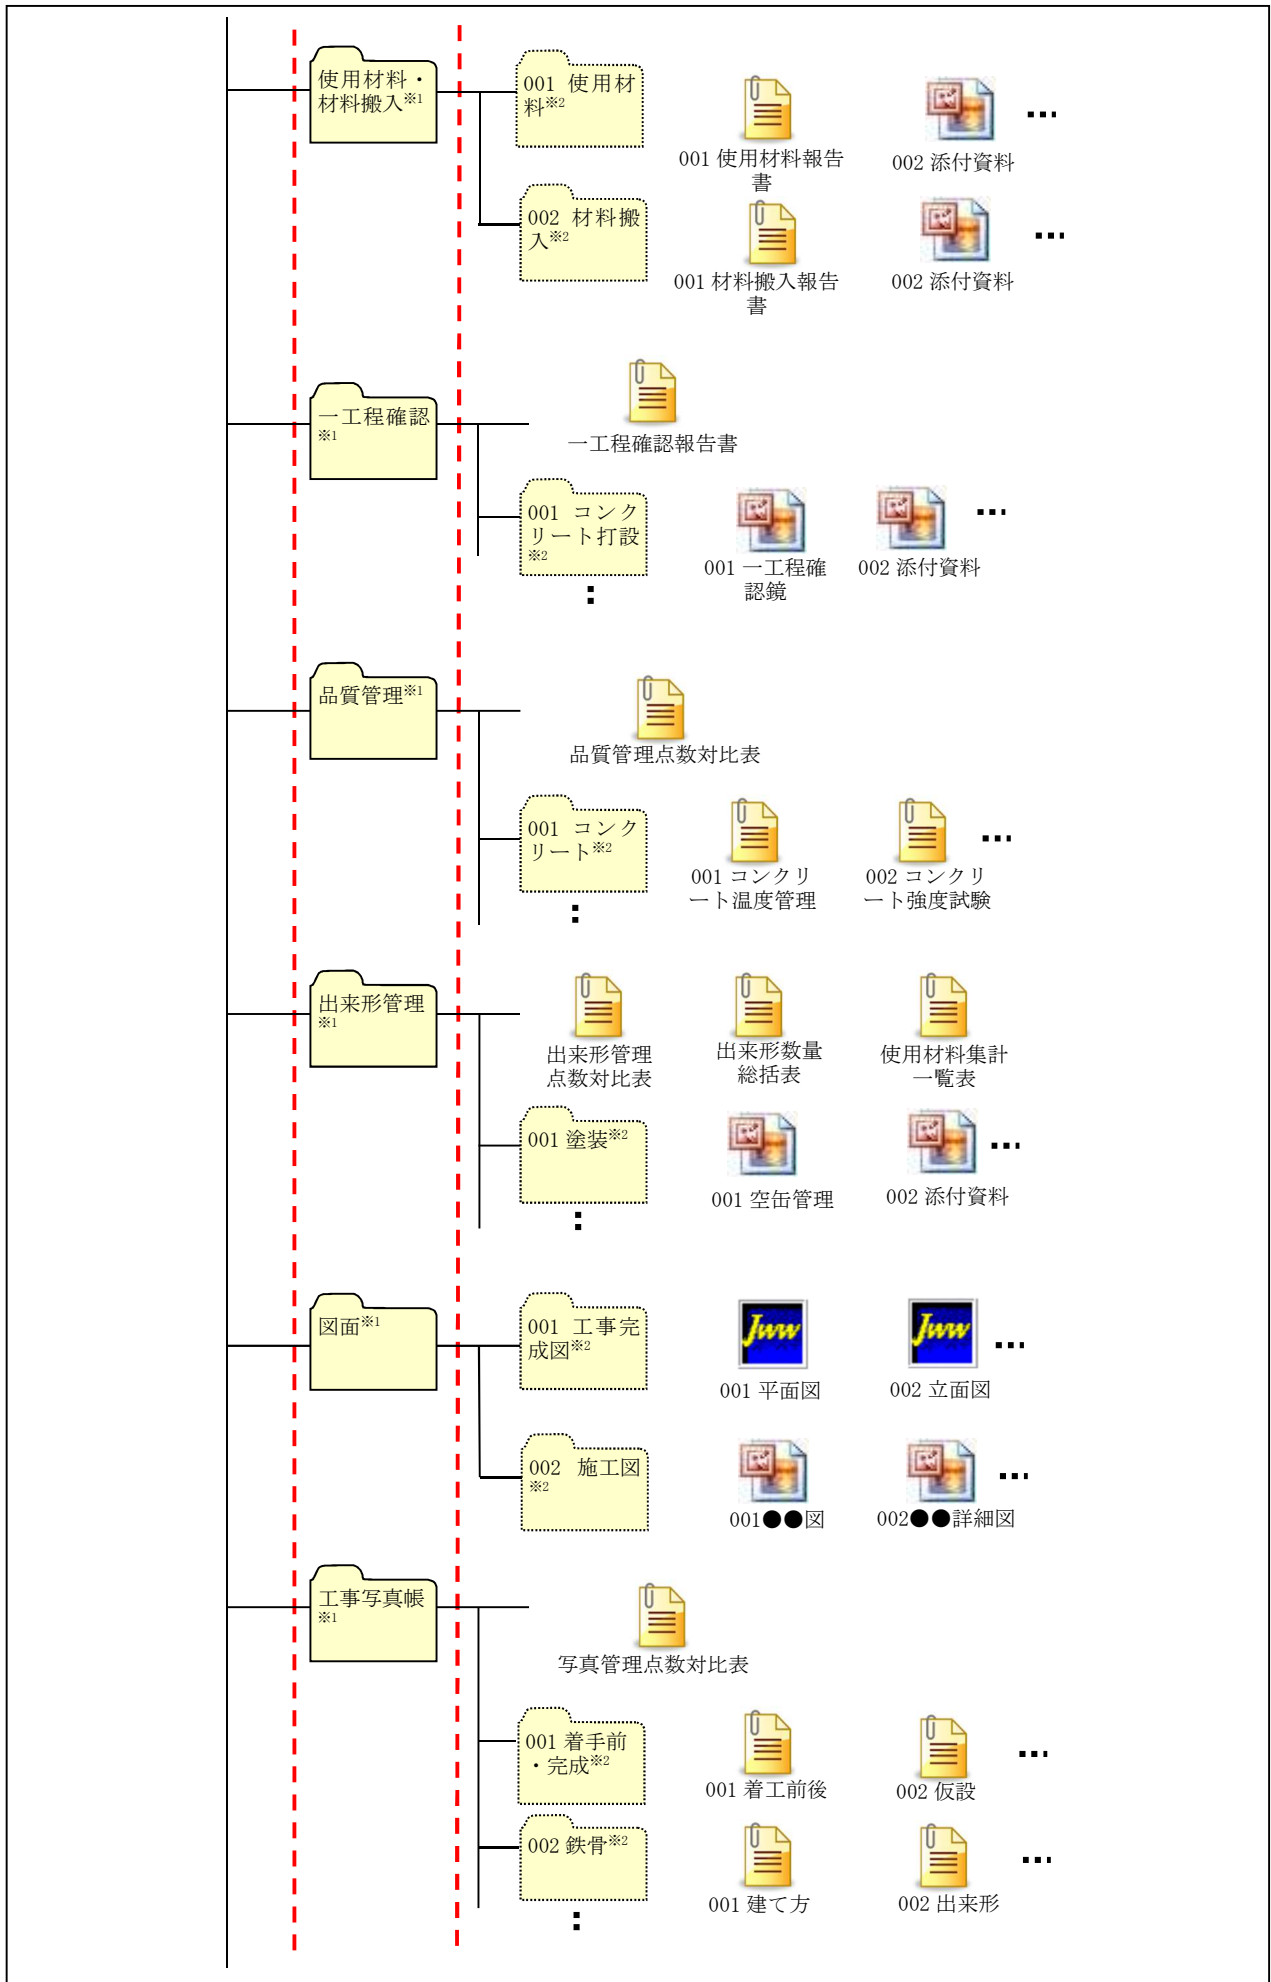 使用材料・
材料搬入※1
001 使用材
料※2
001 使用材料報告
書
002 添付資料
…
002 材料搬
入※2
001 材料搬入報告
書
002 添付資料
…
一工程確認
※1
一工程確認報告書
001 コンク
リート打設
※2
001 一工程確
認鏡
002 添付資料
…
：
品質管理※1
品質管理点数対比表
001 コンク
リート※2
001 コンクリ
ート温度管理
002 コンクリ
ート強度試験
…
：
出来形管理
※1
出来形管理
点数対比表
出来形数量
総括表
使用材料集計
一覧表
001 塗装※2
001 空缶管理
002 添付資料
…
：
図面※1
001 工事完
成図※2
Jww
001 平面図
Jww
002 立面図
…
002 施工図
※2
001●●図
002●●詳細図
…
工事写真帳
※1
写真管理点数対比表
001 着手前
・完成※2
001 着工前後
002 仮設
…
002 鉄骨※2
001 建て方
002 出来形
…
：